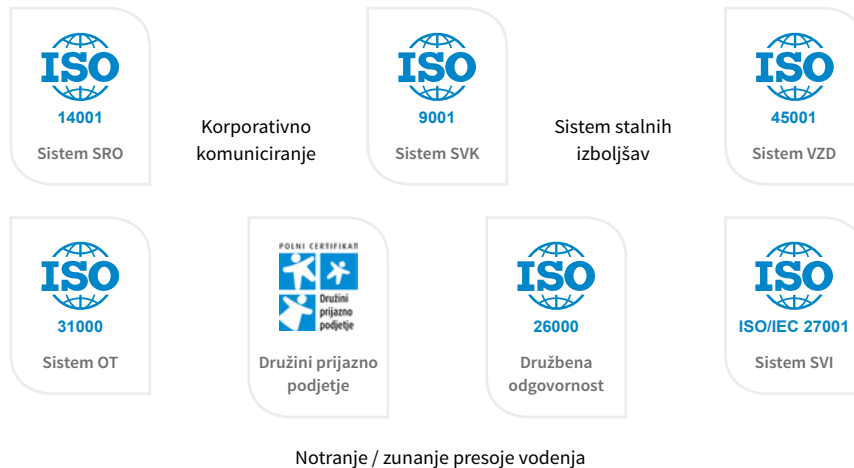 ISO
14001
Sistem SRO
Korporativno
komuniciranje
ISO
9001
Sistem SVK
Sistem stalnih
izboljšav
ISO
45001
Sistem VZD
ISO
31000
Sistem OT
POLNI CERTIFIKAT
Družini
prijazno
podjetje
Družini prijazno
podjetje
ISO
26000
Družbena
odgovornost
ISO
ISO/IEC 27001
Sistem SVI
Notranje / zunanje presoje vodenja